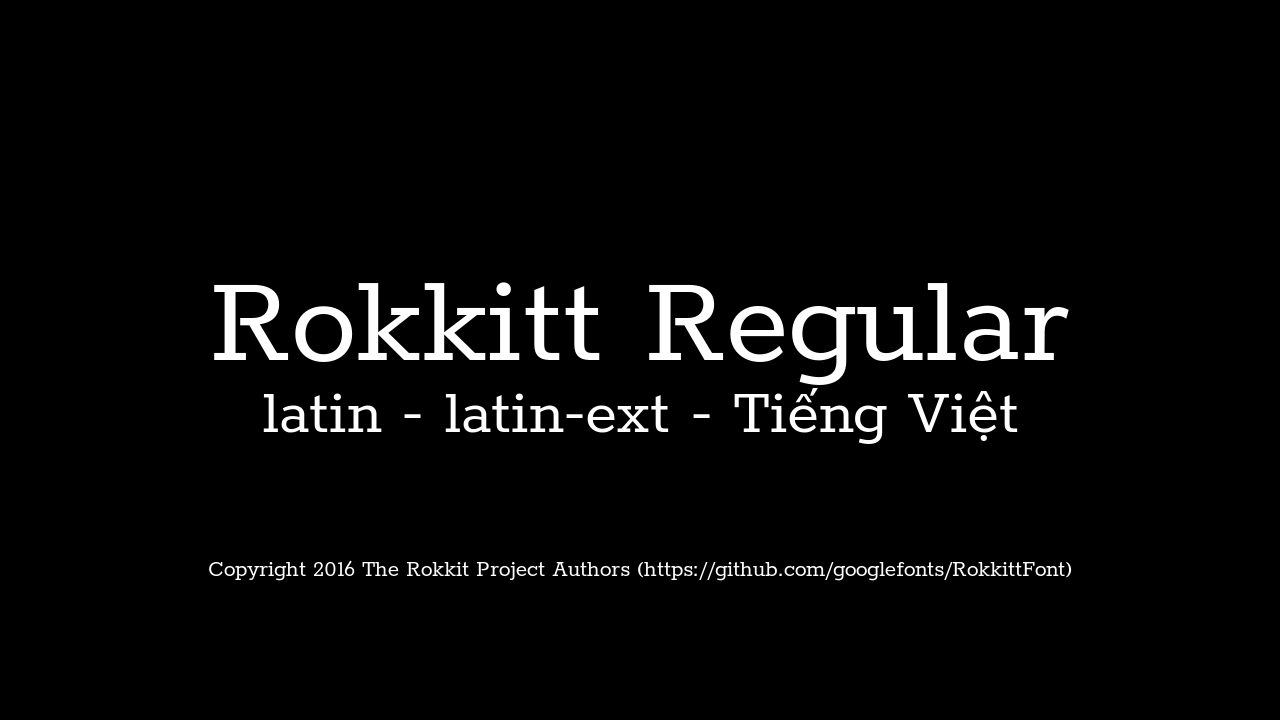 Rokkitt Regular
latin - latin-ext - Tiếng Việt
Copyright 2016 The Rokkit Project Authors (https://github.com/googlefonts/RokkittFont)